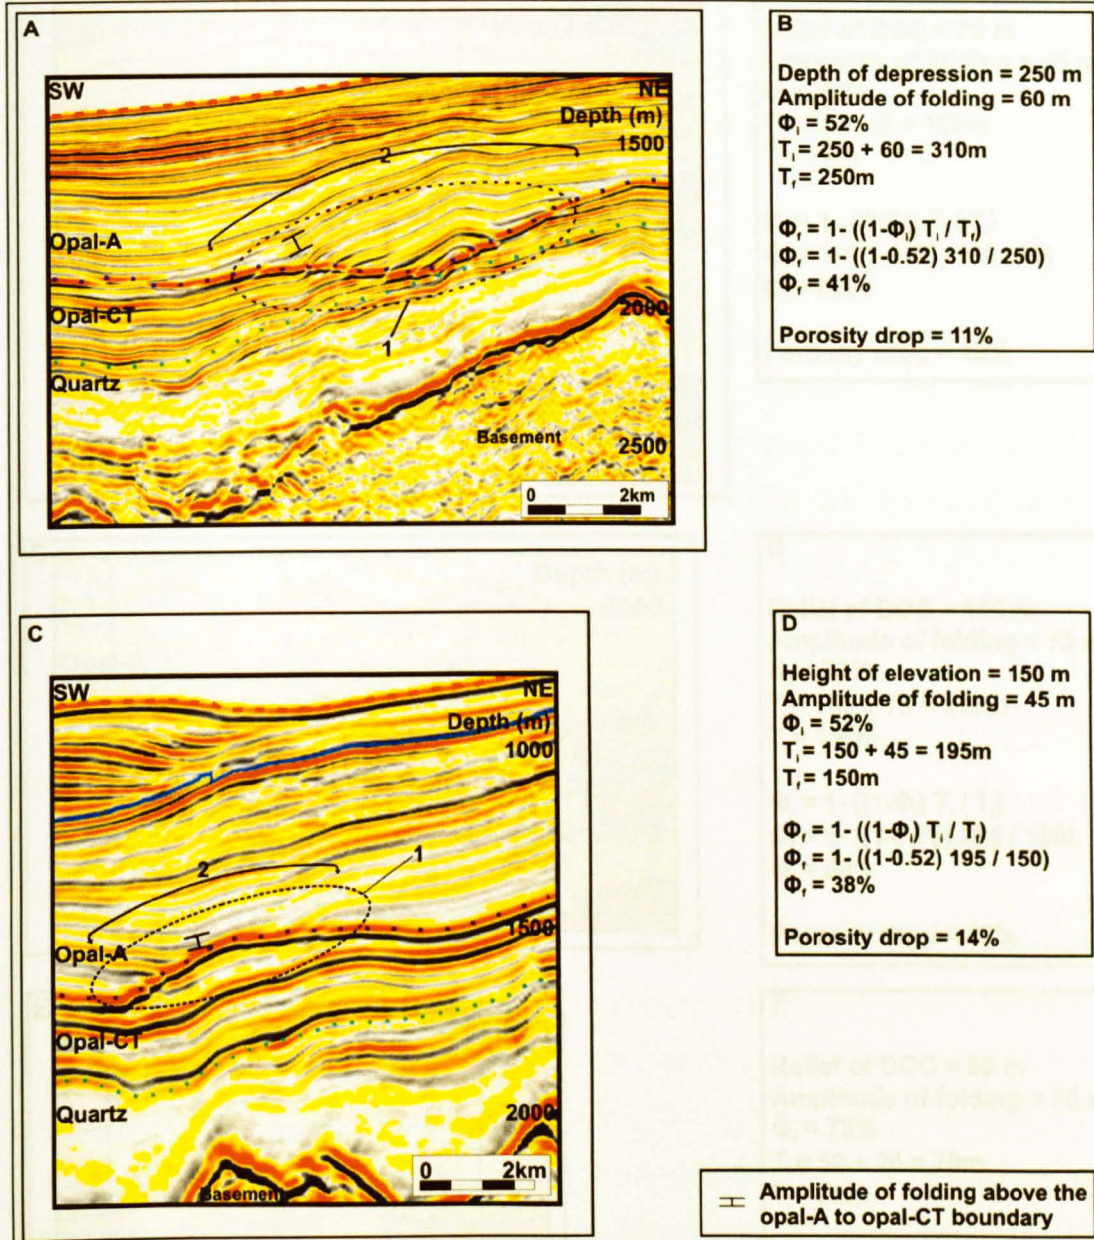 A
SW
NE
Depth (m)
1500
2
Opal-A
Opal-CT
2000
1
Quartz
Basement
2500
0 2km
B
Depth of depression = 250 m
Amplitude of folding = 60 m
Φi = 52%
Ti = 250 + 60 = 310m
Tf = 250m
Φf = 1- ((1-Φi) Ti / Tf)
Φf = 1- ((1-0.52) 310 / 250)
Φf = 41%
Porosity drop = 11%
C
SW
NE
Depth (m)
1000
1
2
1500
Opal-A
Opal-CT
Quartz
2000
0 2km
Basement
D
Height of elevation = 150 m
Amplitude of folding = 45 m
Φi = 52%
Ti = 150 + 45 = 195m
Tf = 150m
Φf = 1- ((1-Φi) Ti / Tf)
Φf = 1- ((1-0.52) 195 / 150)
Φf = 38%
Porosity drop = 14%
Amplitude of folding above the
opal-A to opal-CT boundary